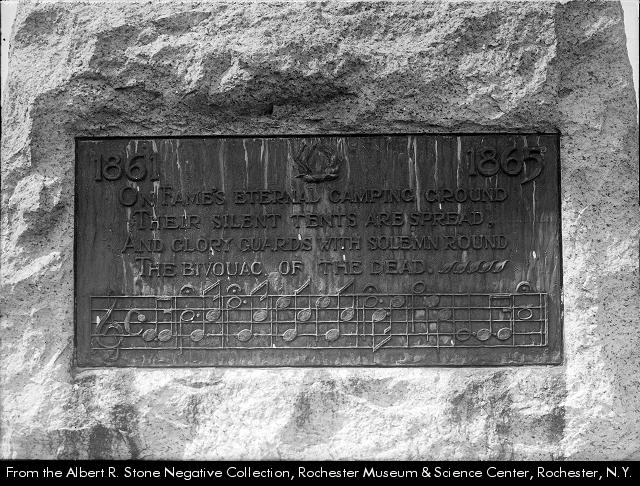 1861 1865
ON FAME'S ETERNAL CAMPING GROUND
THEIR SILENT TENTS ARE SPREAD,
AND GLORY GUARDS WITH SOLEMN ROUND
THE BIVOUAC OF THE DEAD.
From the Albert R. Stone Negative Collection, Rochester Museum & Science Center, Rochester, N.Y.